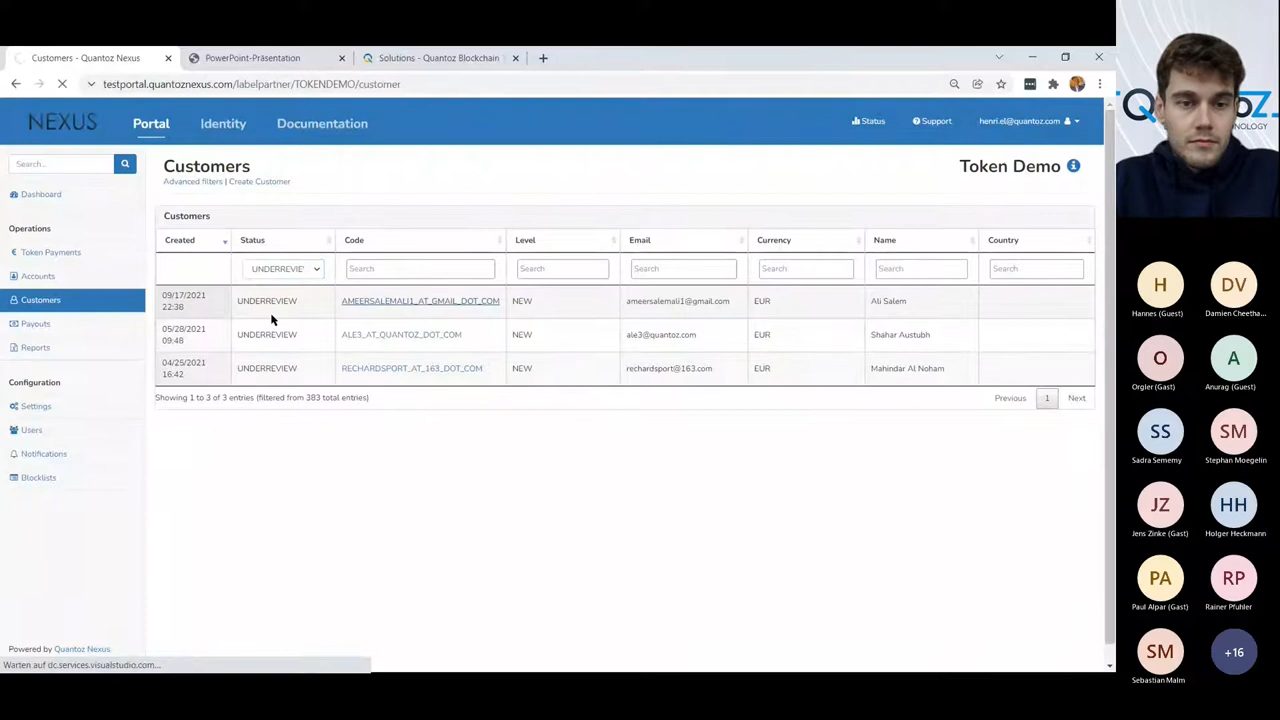 Customers - Quantoz Nexus
PowerPoint-Präsentation
Solutions - Quantoz Blockchain
testportal.quantoznexus.com/labelpartner/TOKENDEMO/customer
NEXUS
Portal
Identity
Documentation
Status
Support
henri.el@quantoz.com
Search...
Dashboard
Operations
Token Payments
Accounts
Customers
Payouts
Reports
Configuration
Settings
Users
Notifications
Blocklists
Powered by Quantoz Nexus
Warten auf dc.services.visualstudio.com...
Customers
Advanced filters | Create Customer
Token Demo
Customers
Created Status Code Level Email Currency Name Country
UNDERREVIE Search Search Search Search Search Search
09/17/2021 22:38 UNDERREVIEW AMEERSALEMALI1_AT_GMAIL_DOT_COM NEW ameersalemali1@gmail.com EUR Ali Salem
05/28/2021 09:48 UNDERREVIEW ALE3_AT_QUANTOZ_DOT_COM NEW ale3@quantoz.com EUR Shahar Austubh
04/25/2021 16:42 UNDERREVIEW RECHARDSPORT_AT_163_DOT_COM NEW rechardsport@163.com EUR Mahindar Al Noham
Showing 1 to 3 of 3 entries (filtered from 383 total entries)
Previous 1 Next
H
Hannes (Guest)
DV
Damien Cheetha...
O
Orgler (Gast)
A
Anurag (Guest)
SS
Sadra Sememy
SM
Stephan Moegelin
JZ
Jens Zinke (Gast)
HH
Holger Heckmann
PA
Paul Alpar (Gast)
RP
Rainer Pfuhler
SM
Sebastian Malm
+16